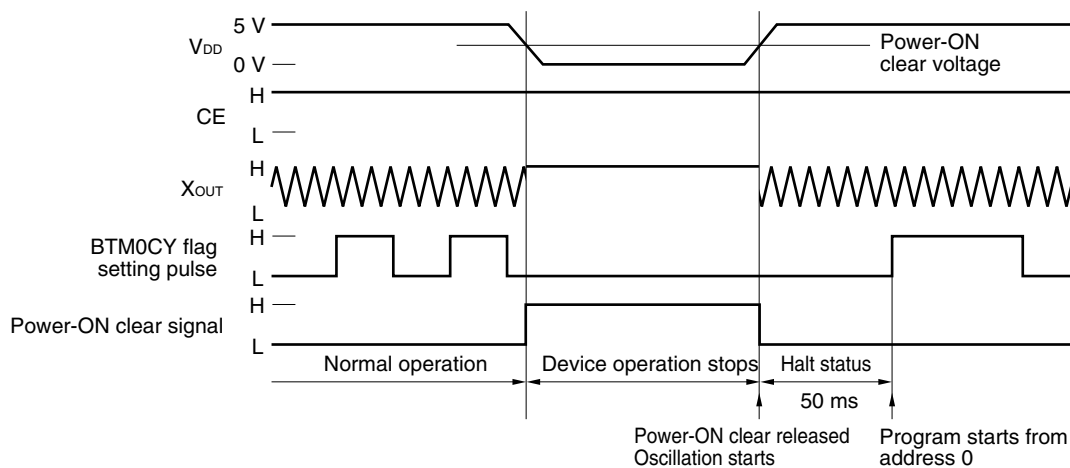 5 V
VDD
0 V
Power-ON
clear voltage
H
CE
L
H
XOUT
L
BTM0CY flag
setting pulse
H
L
Power-ON clear signal
H
L
Normal operation
Device operation stops
Halt status
50 ms
Power-ON clear released
Oscillation starts
Program starts from
address 0